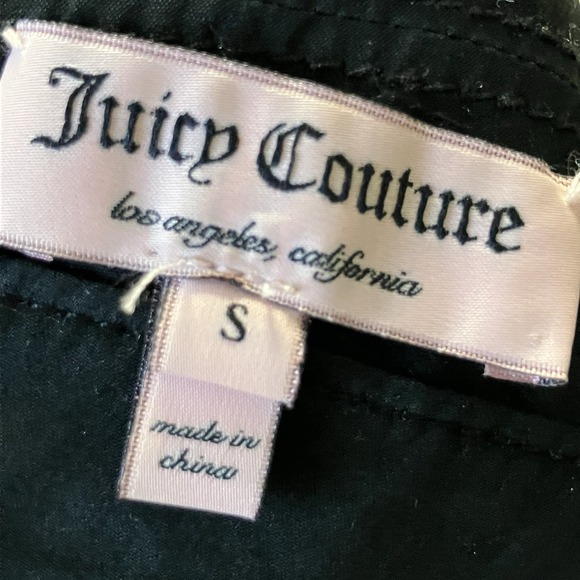 Juicy Couture
los angeles, california
S
made in
china